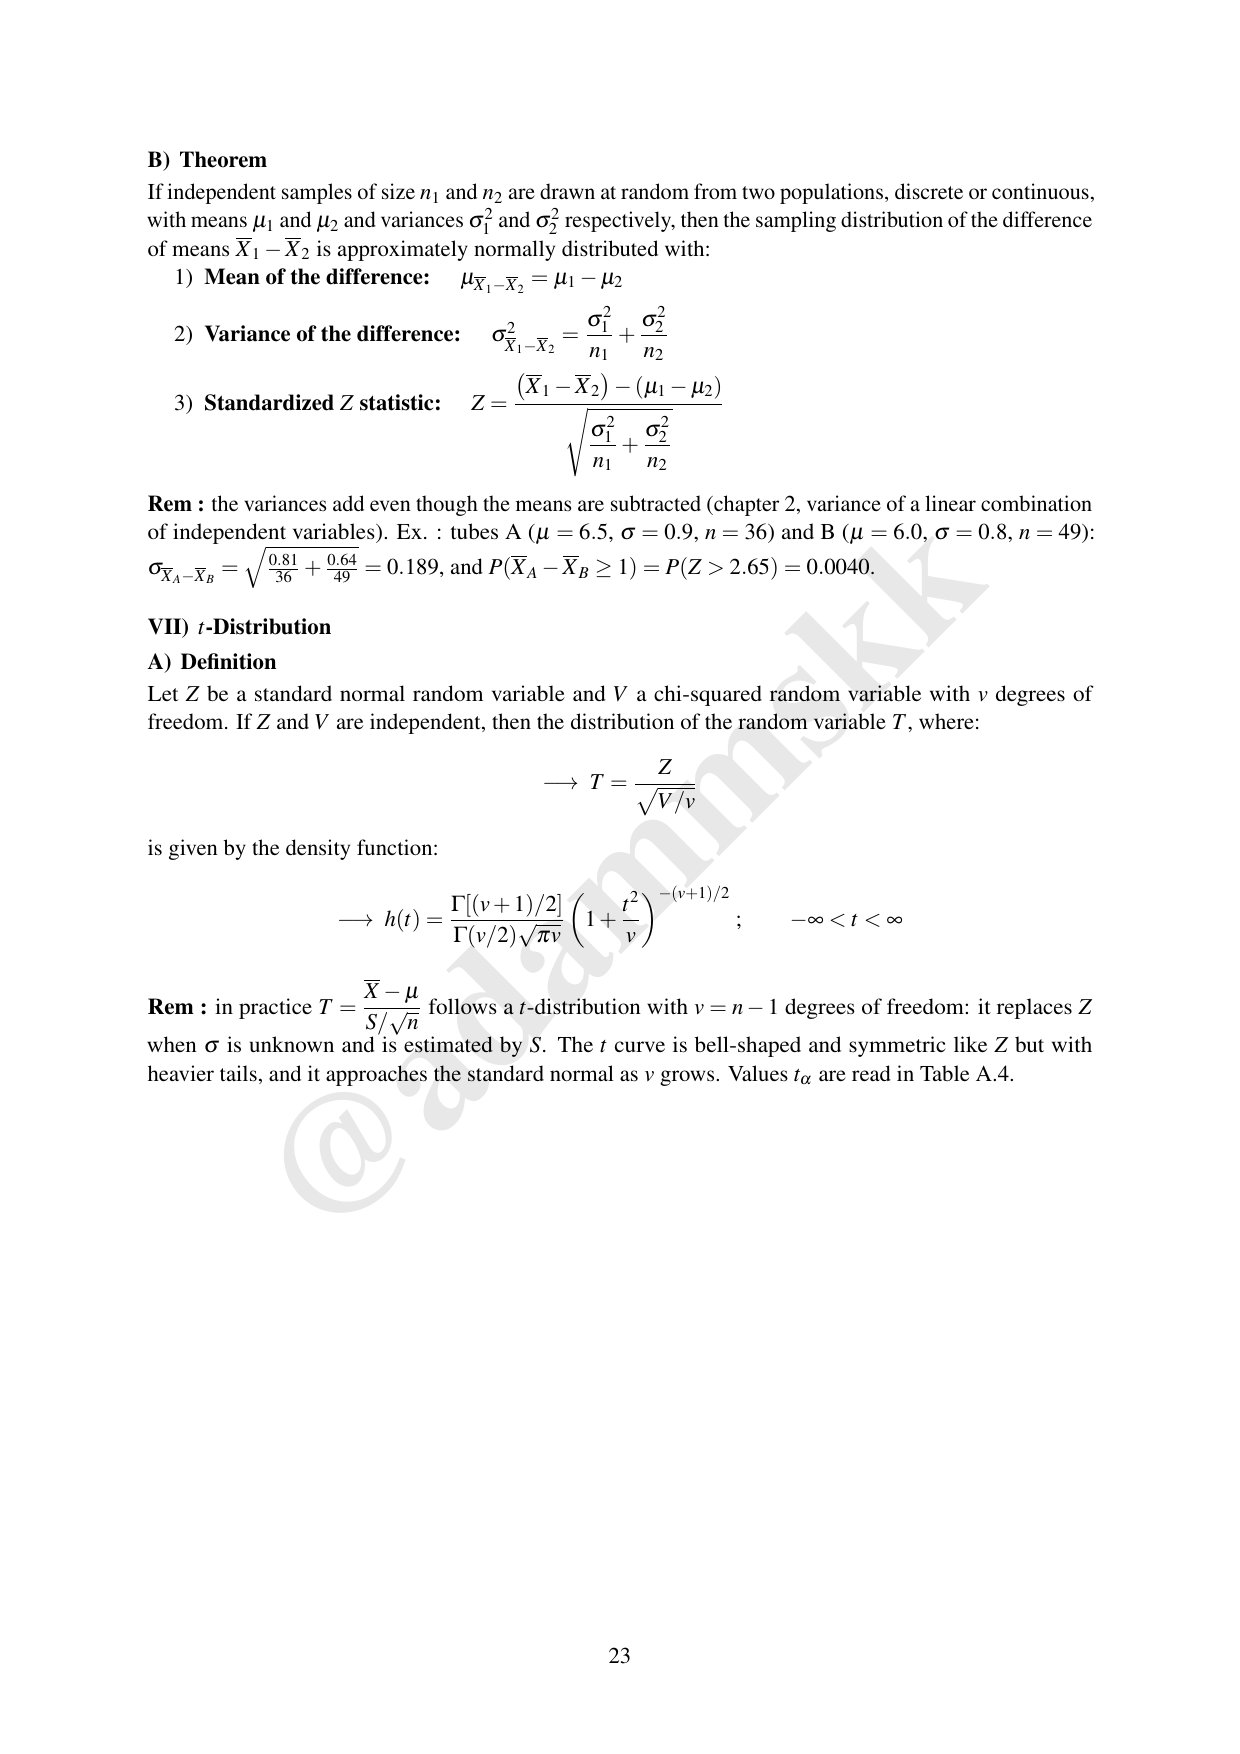 B) Theorem
If independent samples of size n₁ and n₂ are drawn at random from two populations, discrete or continuous,
with means μ₁ and μ₂ and variances σ₁² and σ₂² respectively, then the sampling distribution of the difference
of means X̅₁ − X̅₂ is approximately normally distributed with:
1) Mean of the difference: μ_{X̅₁−X̅₂} = μ₁ − μ₂
2) Variance of the difference: σ²_{X̅₁−X̅₂} = σ₁²/n₁ + σ₂²/n₂
3) Standardized Z statistic: Z = ((X̅₁ − X̅₂) − (μ₁ − μ₂)) / √(σ₁²/n₁ + σ₂²/n₂)
Rem : the variances add even though the means are subtracted (chapter 2, variance of a linear combination
of independent variables). Ex. : tubes A (μ = 6.5, σ = 0.9, n = 36) and B (μ = 6.0, σ = 0.8, n = 49):
σ_{X̅_A−X̅_B} = √(0.81/36 + 0.64/49) = 0.189, and P(X̅_A − X̅_B ≥ 1) = P(Z > 2.65) = 0.0040.
VII) t-Distribution
A) Definition
Let Z be a standard normal random variable and V a chi-squared random variable with v degrees of
freedom. If Z and V are independent, then the distribution of the random variable T, where:
⟶ T = Z / √(V/v)
is given by the density function:
⟶ h(t) = Γ[(v + 1)/2] / (Γ(v/2)√(πv)) (1 + t²/v)^{−(v+1)/2} ; −∞ < t < ∞
Rem : in practice T = (X̅ − μ)/(S/√n) follows a t-distribution with v = n − 1 degrees of freedom: it replaces Z
when σ is unknown and is estimated by S. The t curve is bell-shaped and symmetric like Z but with
heavier tails, and it approaches the standard normal as v grows. Values t_α are read in Table A.4.
@adammskk
23